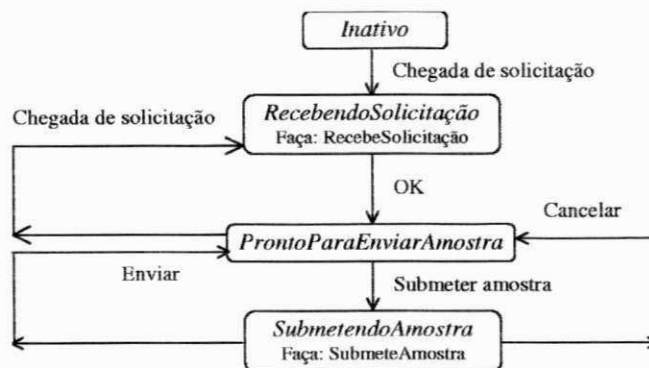 Inativo
Chegada de solicitação
Chegada de solicitação
RecebendoSolicitação
Faça: RecebeSolicitação
OK
Cancelar
ProntoParaEnviarAmostra
Enviar
Submeter amostra
SubmetendoAmostra
Faça: SubmeteAmostra